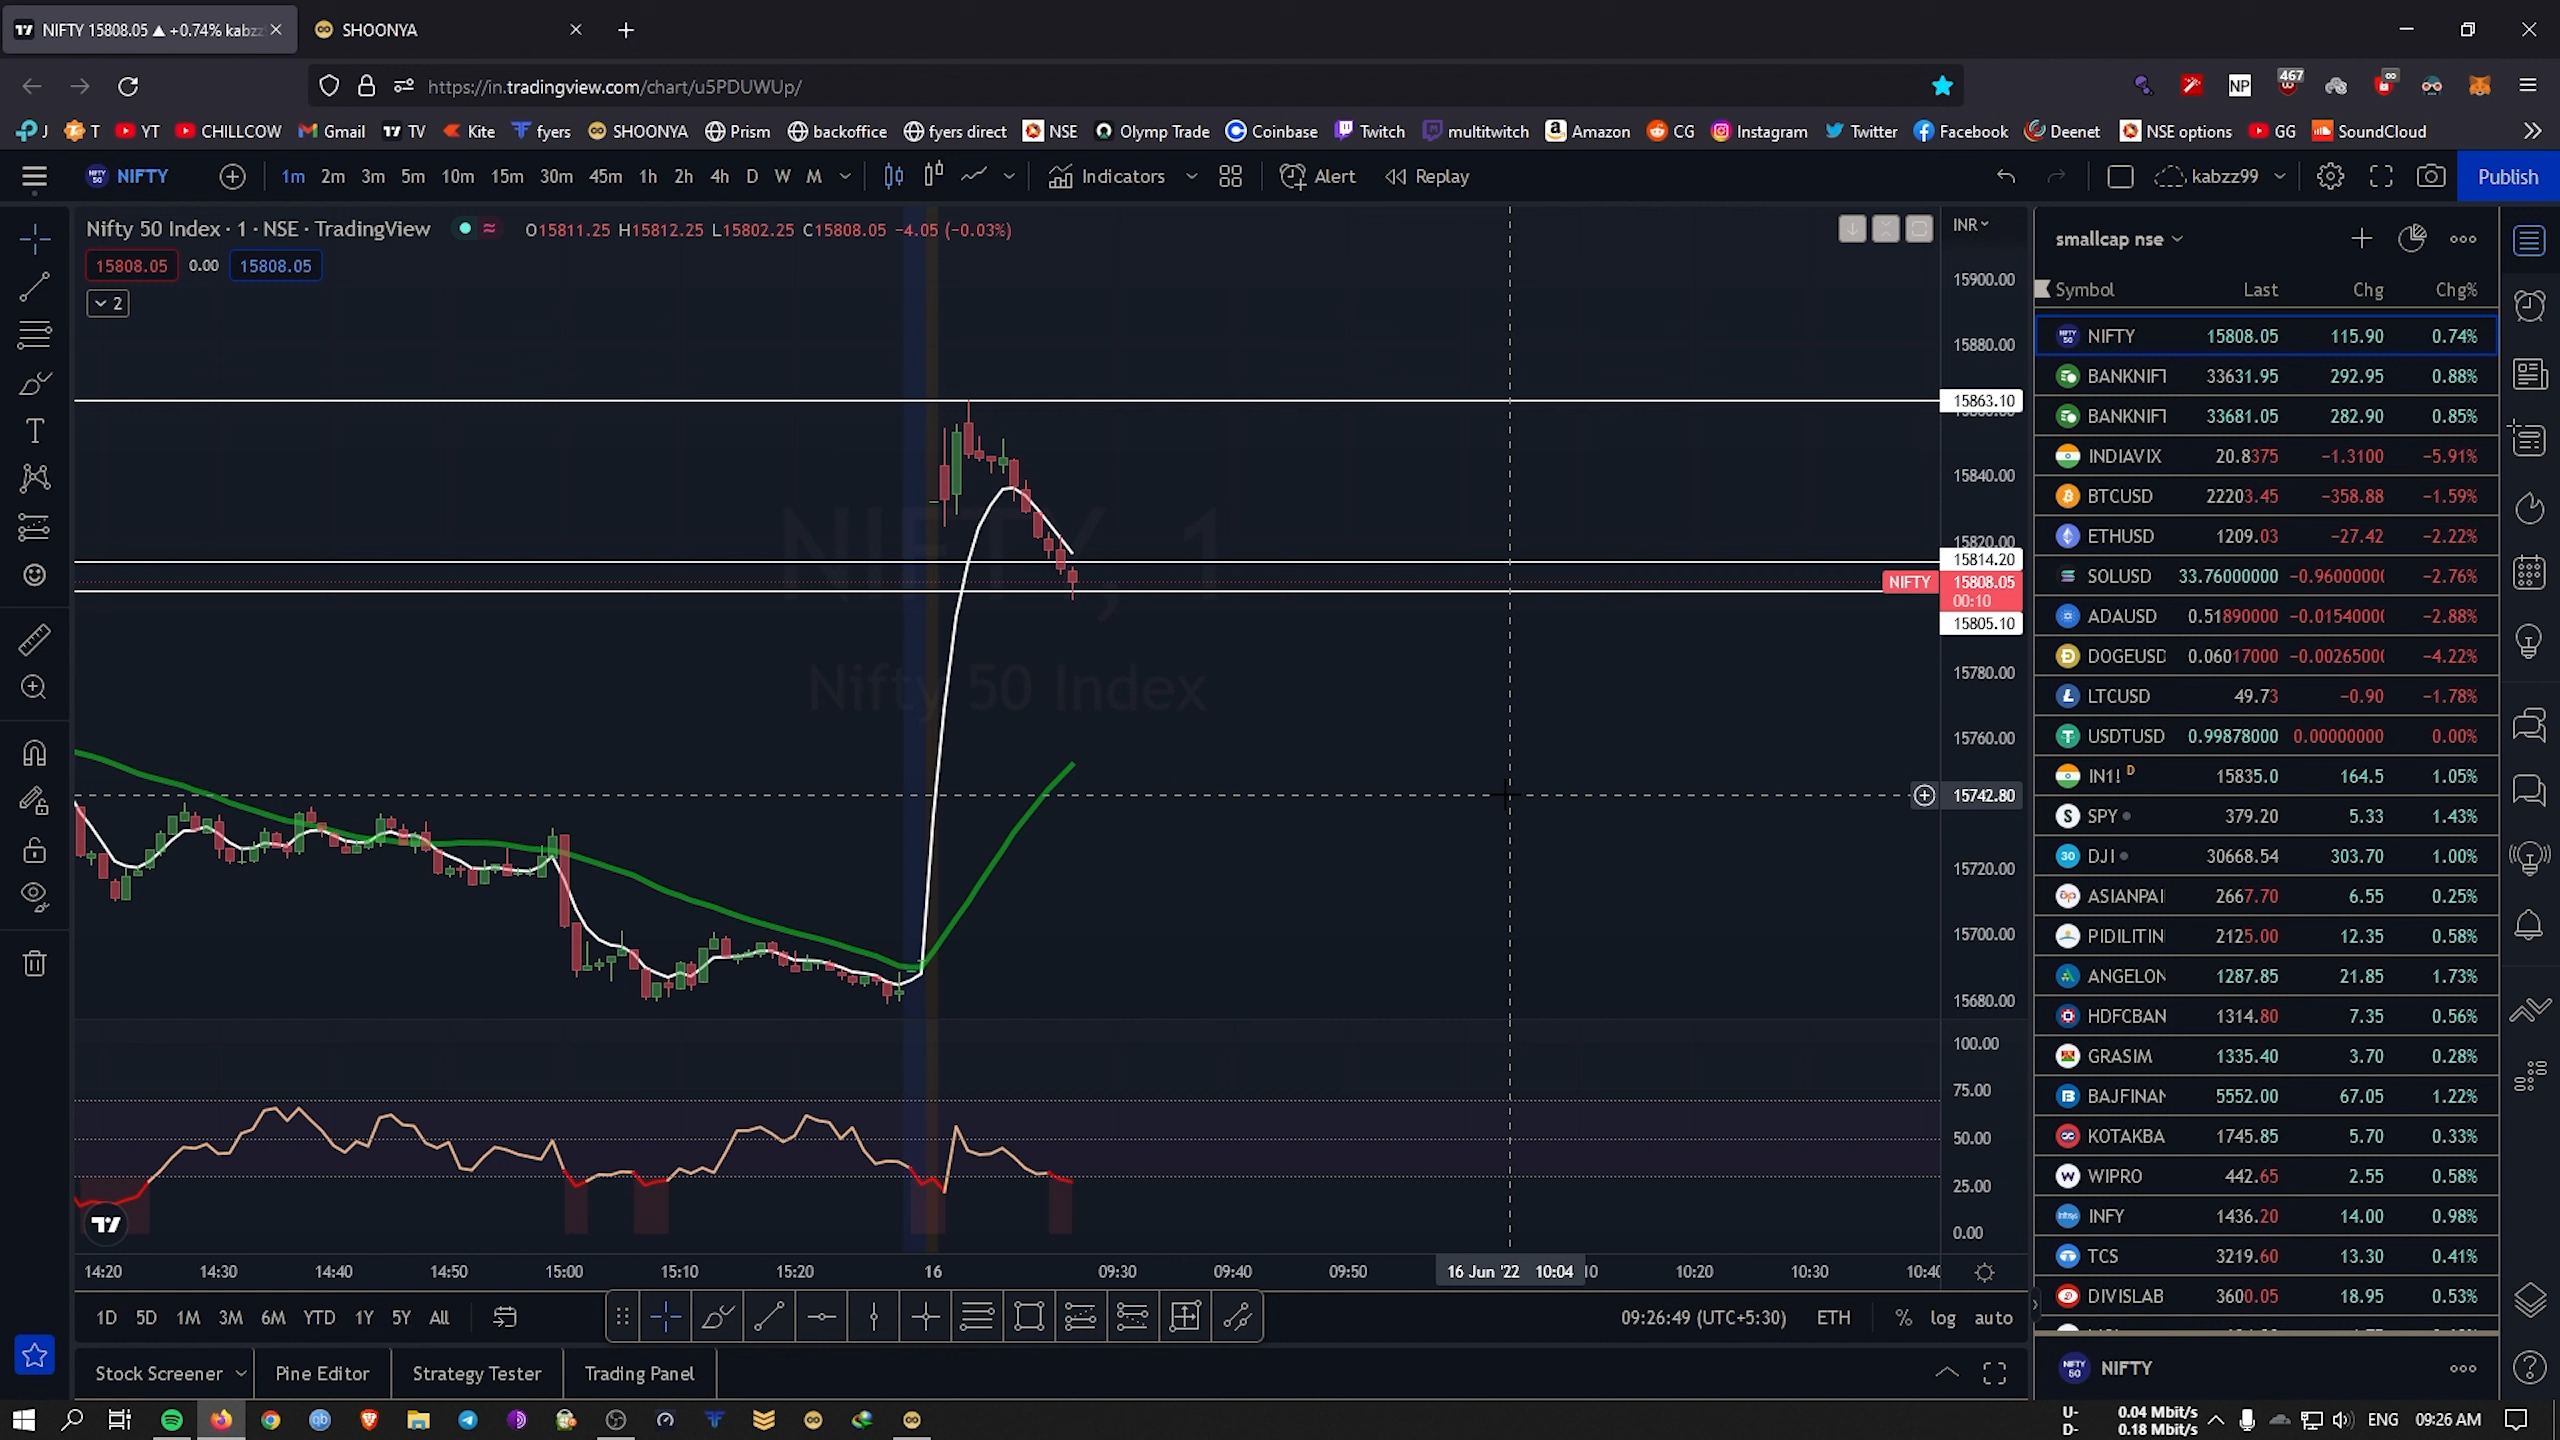 NIFTY 15808.05 ▲ +0.74% kabzz
SHOONYA
https://in.tradingview.com/chart/u5PDUWUp/
NP
467
J T YT CHILLCOW Gmail TV Kite fyers SHOONYA Prism backoffice fyers direct NSE Olymp Trade Coinbase Twitch multitwitch Amazon CG Instagram Twitter Facebook Deenet NSE options GG SoundCloud
NIFTY 1m 2m 3m 5m 10m 15m 30m 45m 1h 2h 4h D W M Indicators Alert Replay kabzz99 Publish
Nifty 50 Index · 1 · NSE · TradingView O15811.25 H15812.25 L15802.25 C15808.05 −4.05 (−0.03%)
15808.05 0.00 15808.05
2
NIFTY, 1
Nifty 50 Index
INR
15900.00
15880.00
15863.10
15840.00
15820.00
15814.20
NIFTY 15808.05
00:10
15805.10
15780.00
15760.00
15742.80
15720.00
15700.00
15680.00
100.00
75.00
50.00
25.00
0.00
14:20 14:30 14:40 14:50 15:00 15:10 15:20 16 09:30 09:40 09:50 16 Jun '22 10:04 10 10:20 10:30 10:40
1D 5D 1M 3M 6M YTD 1Y 5Y All 09:26:49 (UTC+5:30) ETH % log auto
Stock Screener Pine Editor Strategy Tester Trading Panel
smallcap nse
Symbol Last Chg Chg%
NIFTY 15808.05 115.90 0.74%
BANKNIFT 33631.95 292.95 0.88%
BANKNIFT 33681.05 282.90 0.85%
INDIAVIX 20.8375 −1.3100 −5.91%
BTCUSD 22203.45 −358.88 −1.59%
ETHUSD 1209.03 −27.42 −2.22%
SOLUSD 33.76000000 −0.9600000 −2.76%
ADAUSD 0.51890000 −0.0154000 −2.88%
DOGEUSD 0.06017000 −0.0026500 −4.22%
LTCUSD 49.73 −0.90 −1.78%
USDTUSD 0.99878000 0.00000000 0.00%
IN1! D 15835.0 164.5 1.05%
SPY 379.20 5.33 1.43%
DJI 30668.54 303.70 1.00%
ASIANPAI 2667.70 6.55 0.25%
PIDILITIN 2125.00 12.35 0.58%
ANGELON 1287.85 21.85 1.73%
HDFCBAN 1314.80 7.35 0.56%
GRASIM 1335.40 3.70 0.28%
BAJFINAN 5552.00 67.05 1.22%
KOTAKBA 1745.85 5.70 0.33%
WIPRO 442.65 2.55 0.58%
INFY 1436.20 14.00 0.98%
TCS 3219.60 13.30 0.41%
DIVISLAB 3600.05 18.95 0.53%
NIFTY
U- 0.04 Mbit/s
D- 0.18 Mbit/s
ENG 09:26 AM